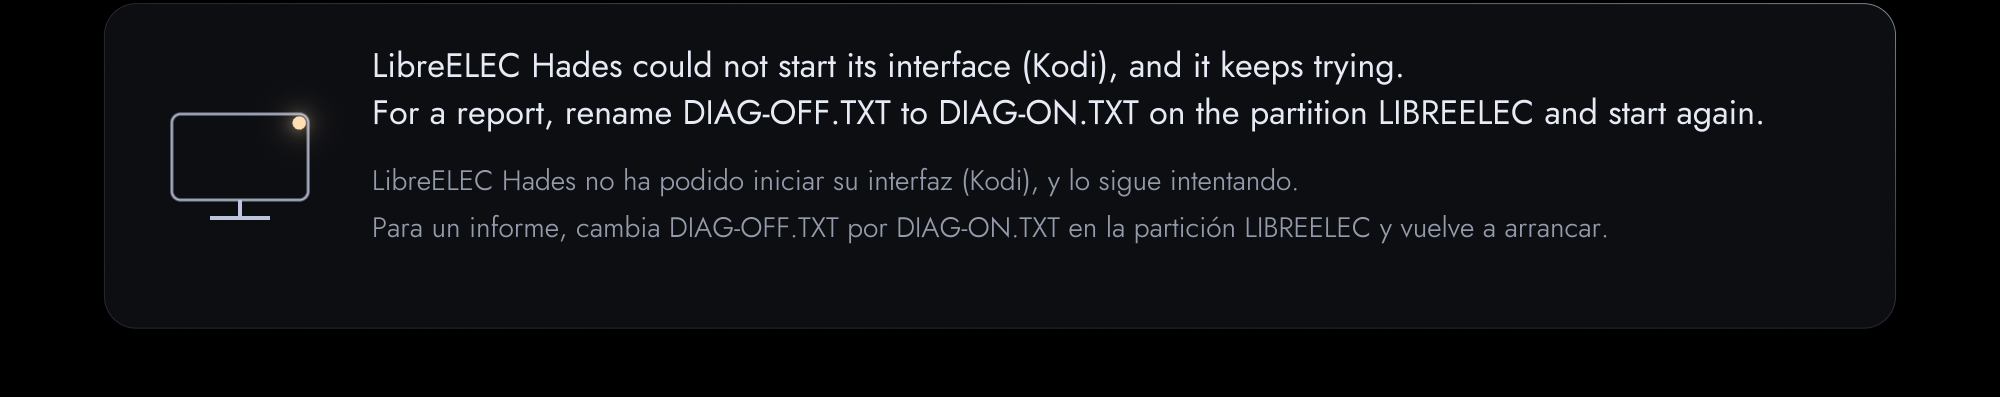 LibreELEC Hades could not start its interface (Kodi), and it keeps trying.
For a report, rename DIAG-OFF.TXT to DIAG-ON.TXT on the partition LIBREELEC and start again.
LibreELEC Hades no ha podido iniciar su interfaz (Kodi), y lo sigue intentando.
Para un informe, cambia DIAG-OFF.TXT por DIAG-ON.TXT en la partición LIBREELEC y vuelve a arrancar.